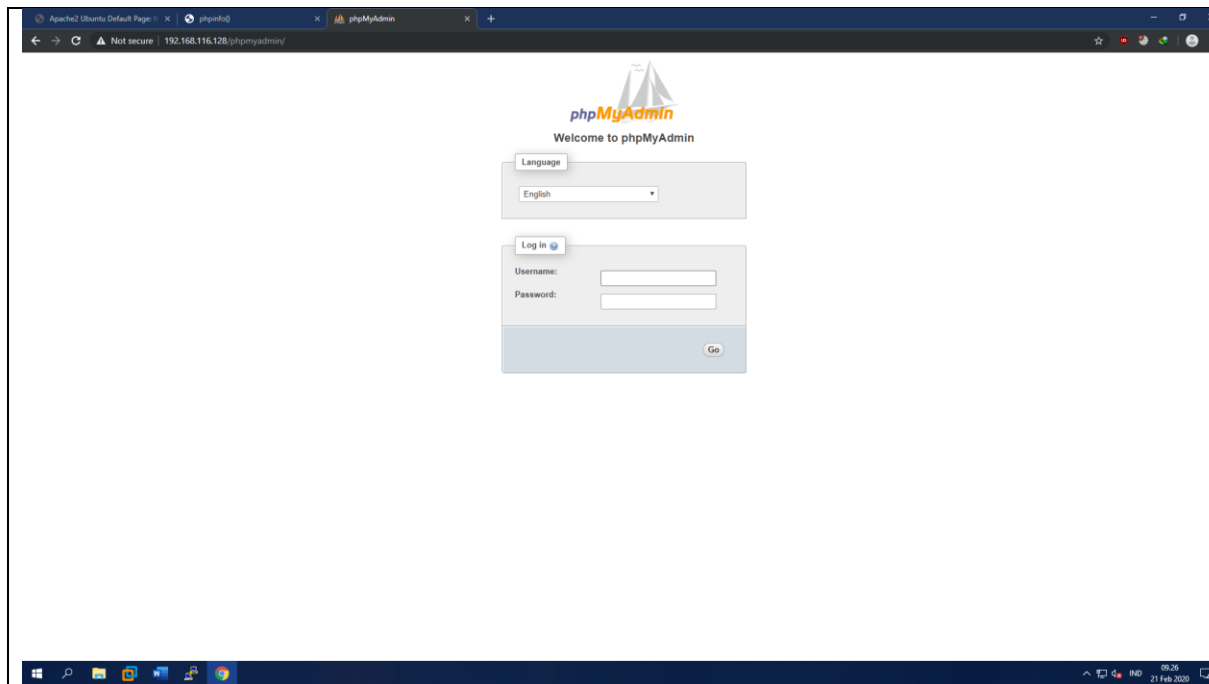 Apache2 Ubuntu Default Page:
phpinfo()
phpMyAdmin
Not secure | 192.168.116.128/phpmyadmin/
phpMyAdmin
Welcome to phpMyAdmin
Language
English
Log in
Username:
Password:
Go
IND
09.26
21 Feb 2020